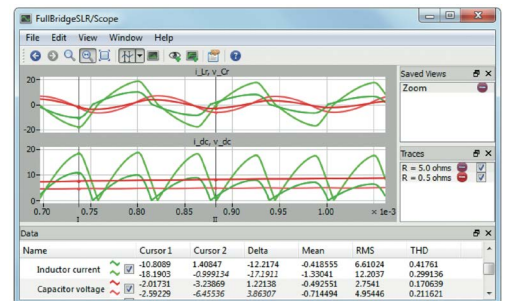 FullBridgeSLR/Scope
File Edit View Window Help
i_Lr, v_Cr
20
0
-20
i_dc, v_dc
20
10
0
0.70 0.75 0.80 0.85 0.90 0.95 1.00 × 1e-3
I II
Saved Views
Zoom
Traces
R = 5.0 ohms
R = 0.5 ohms
Data
Name Cursor 1 Cursor 2 Delta Mean RMS THD
Inductor current -10.8089 1.40847 -12.2174 -0.418555 6.61024 0.41761
-18.1903 -0.999134 -17.1911 -1.33041 12.2037 0.299136
Capacitor voltage -2.01731 -3.23869 1.22138 -0.492551 2.7541 0.170639
-2.59229 -6.45536 3.86307 -0.714494 4.95446 0.211621